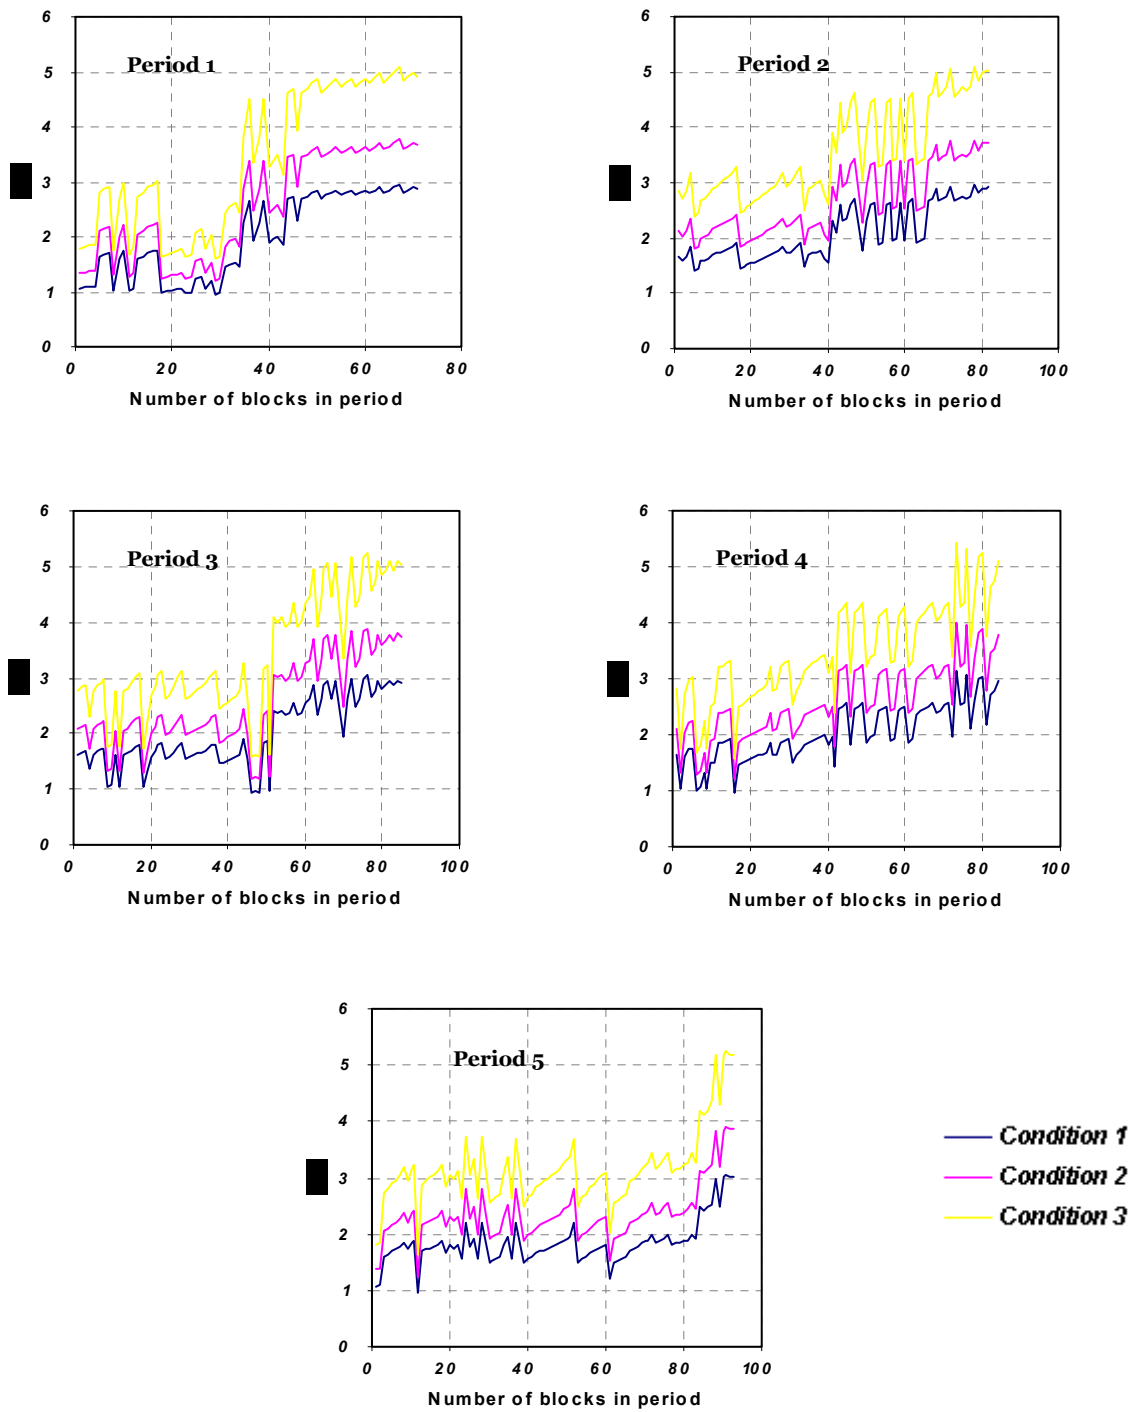 6 6
5 Period 1 5 Period 2
4 4
3 3
2 2
1 1
0 0
0 20 40 60 80 0 20 40 60 80 100
Number of blocks in period Number of blocks in period
6 6
5 Period 3 5 Period 4
4 4
3 3
2 2
1 1
0 0
0 20 40 60 80 100 0 20 40 60 80 100
Number of blocks in period Number of blocks in period
6
5 Period 5
4
3
2
1
0
0 20 40 60 80 100
Number of blocks in period
Condition 1
Condition 2
Condition 3